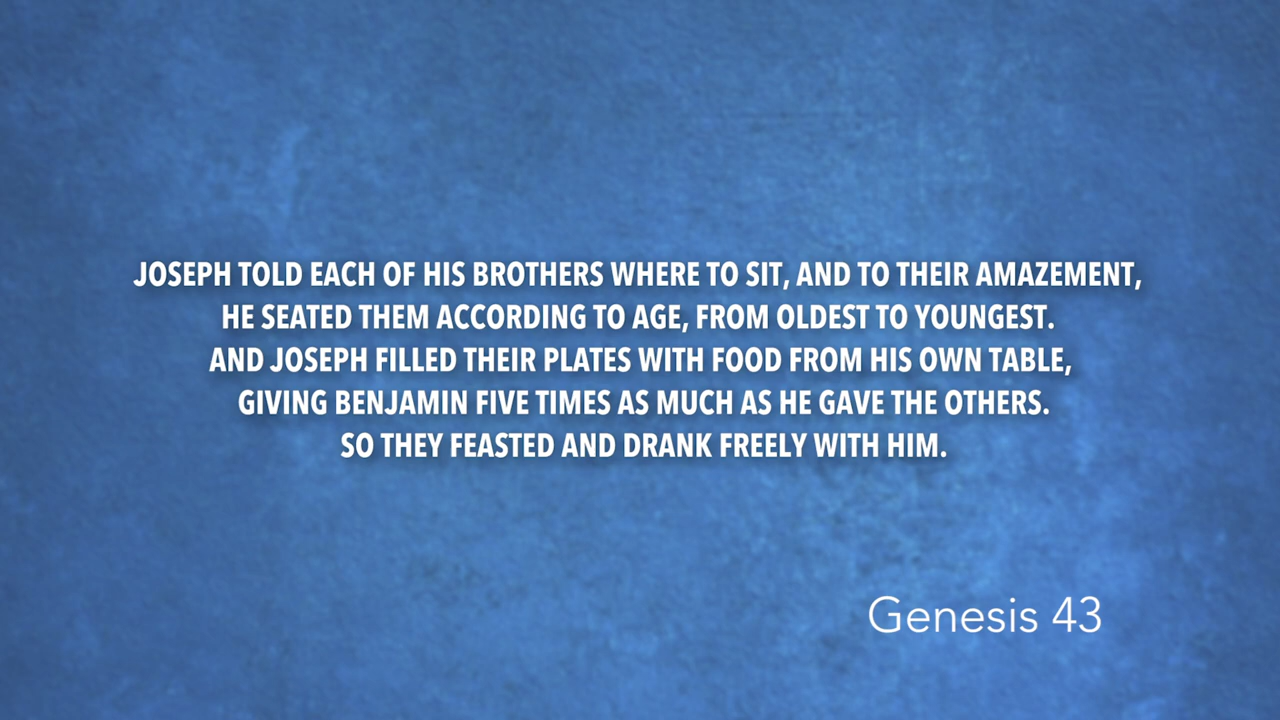 JOSEPH TOLD EACH OF HIS BROTHERS WHERE TO SIT, AND TO THEIR AMAZEMENT,
HE SEATED THEM ACCORDING TO AGE, FROM OLDEST TO YOUNGEST.
AND JOSEPH FILLED THEIR PLATES WITH FOOD FROM HIS OWN TABLE,
GIVING BENJAMIN FIVE TIMES AS MUCH AS HE GAVE THE OTHERS.
SO THEY FEASTED AND DRANK FREELY WITH HIM.
Genesis 43